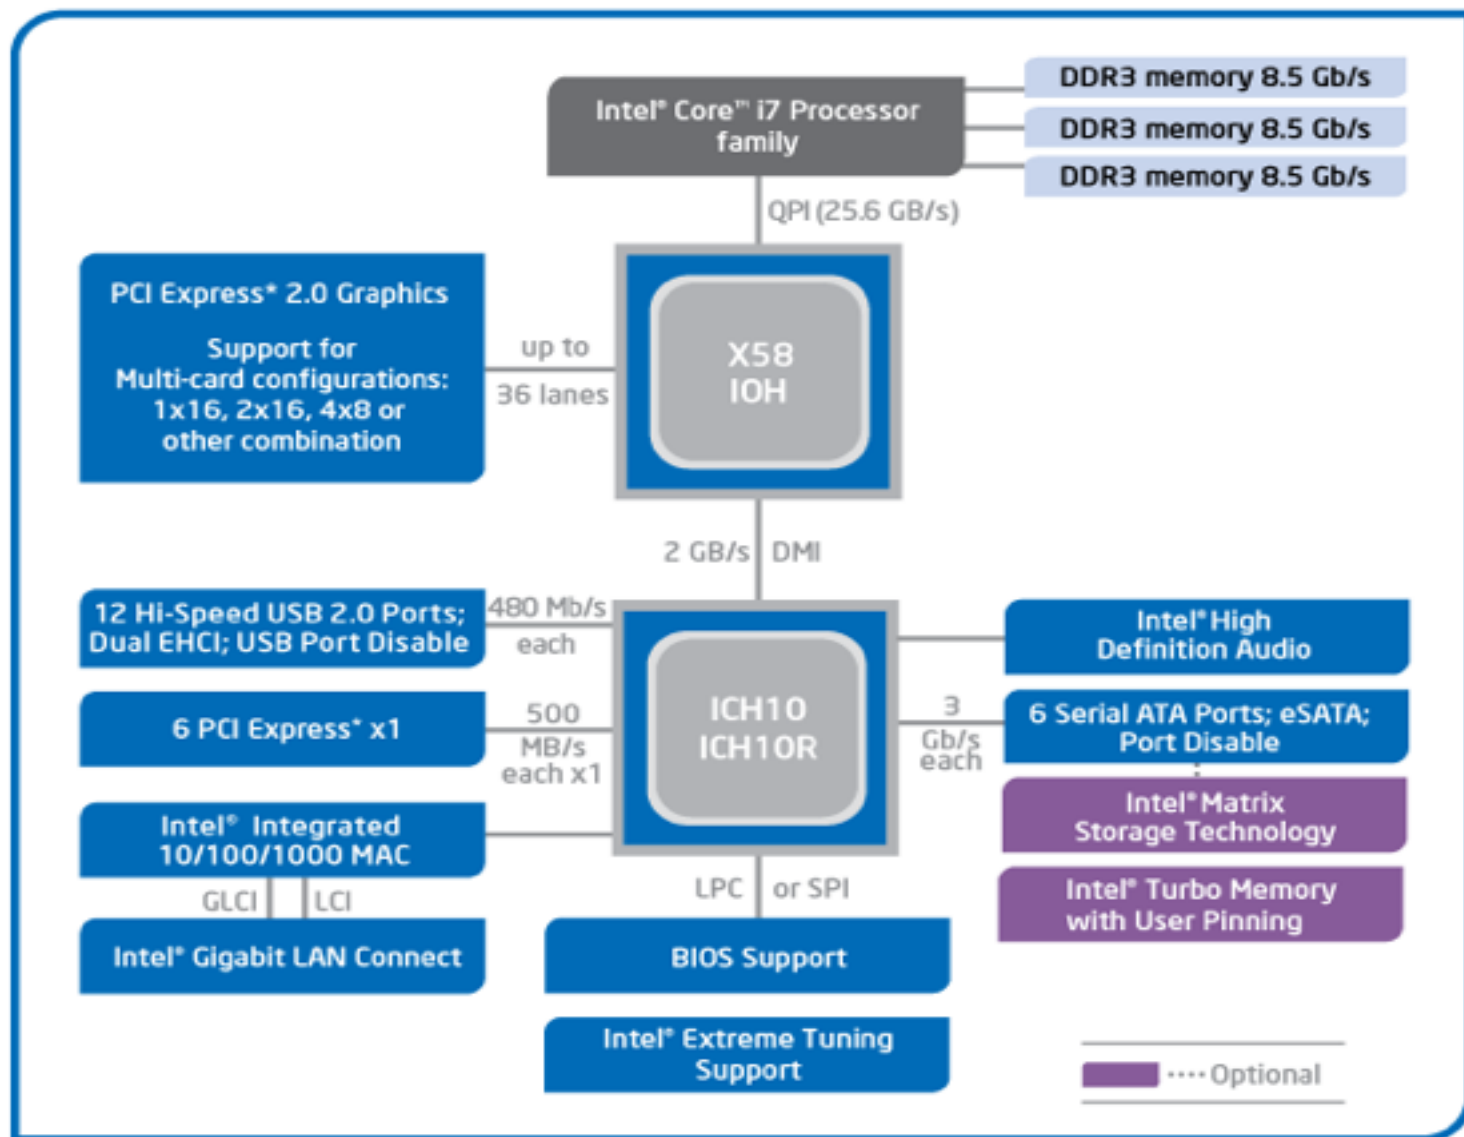 Intel® Core™ i7 Processor
family
DDR3 memory 8.5 Gb/s
DDR3 memory 8.5 Gb/s
DDR3 memory 8.5 Gb/s
QPI (25.6 GB/s)
PCI Express* 2.0 Graphics
Support for
Multi-card configurations:
1x16, 2x16, 4x8 or
other combination
up to
36 lanes
X58
IOH
2 GB/s
DMI
12 Hi-Speed USB 2.0 Ports;
Dual EHCI; USB Port Disable
480 Mb/s
each
6 PCI Express* x1
500
MB/s
each x1
Intel® Integrated
10/100/1000 MAC
GLCI
LCI
Intel® Gigabit LAN Connect
ICH10
ICH10R
Intel® High
Definition Audio
3
Gb/s
each
6 Serial ATA Ports; eSATA;
Port Disable
Intel® Matrix
Storage Technology
Intel® Turbo Memory
with User Pinning
LPC
or SPI
BIOS Support
Intel® Extreme Tuning
Support
Optional